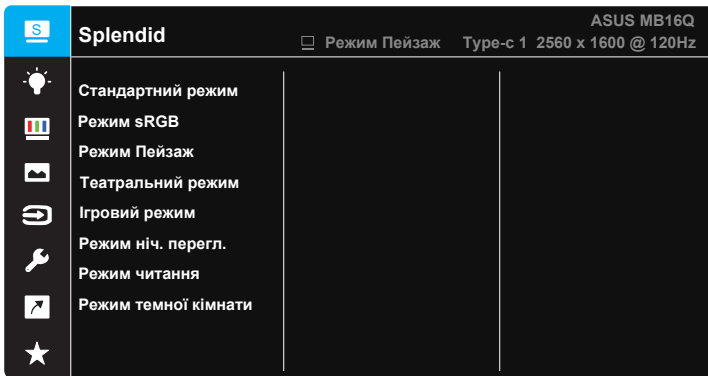 S
ASUS MB16Q
Splendid
Режим Пейзаж Type-c 1 2560 x 1600 @ 120Hz
Стандартний режим
Режим sRGB
Режим Пейзаж
Театральний режим
Ігровий режим
Режим ніч. перегл.
Режим читання
Режим темної кімнати